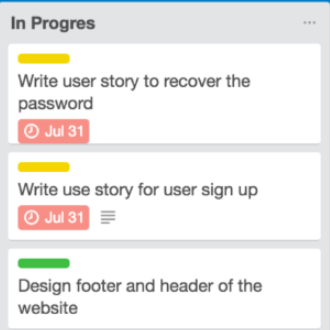 In Progres
Write user story to recover the
password
Jul 31
Write use story for user sign up
Jul 31
Design footer and header of the
website